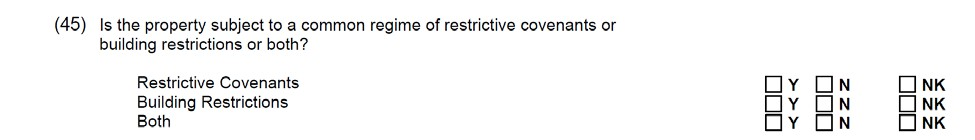 (45) Is the property subject to a common regime of restrictive covenants or
building restrictions or both?
Restrictive Covenants ☐ Y ☐ N ☐ NK
Building Restrictions ☐ Y ☐ N ☐ NK
Both ☐ Y ☐ N ☐ NK